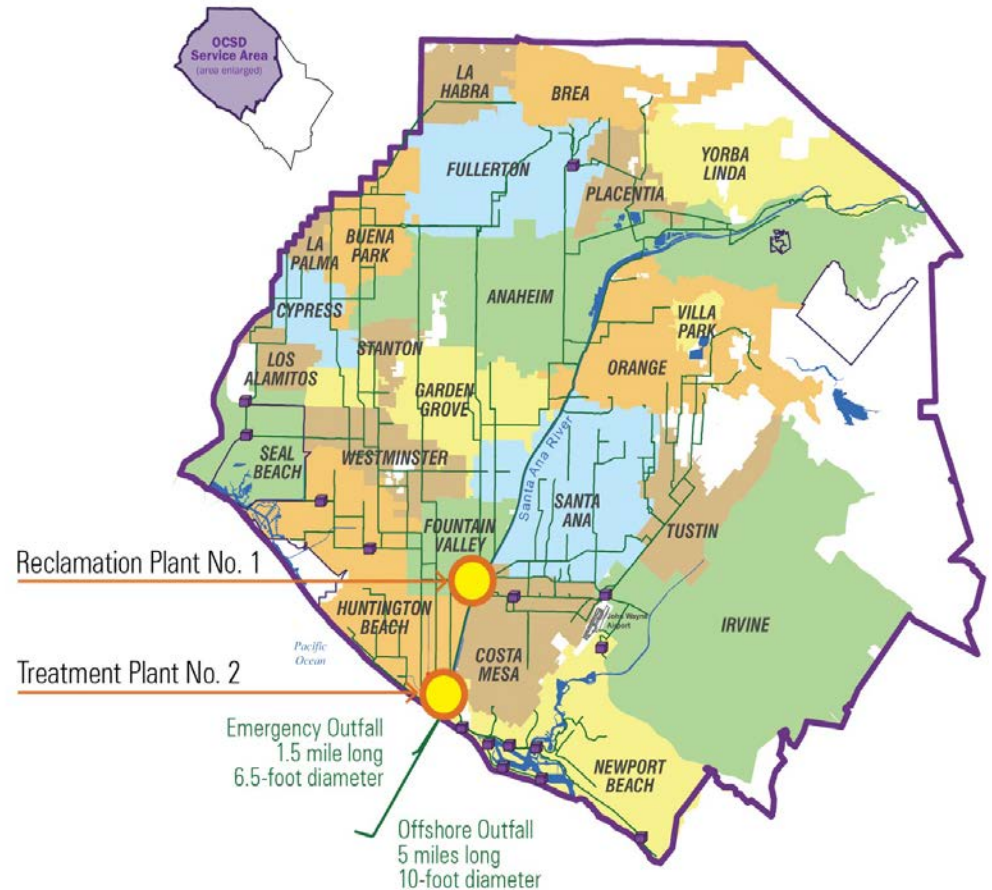 OCSD
Service Area
(area enlarged)
LA
HABRA
BREA
FULLERTON
YORBA
LINDA
PLACENTIA
LA
PALMA
BUENA
PARK
ANAHEIM
CYPRESS
VILLA
PARK
STANTON
ORANGE
LOS
ALAMITOS
GARDEN
GROVE
Santa Ana River
SEAL
BEACH
WESTMINSTER
SANTA
ANA
FOUNTAIN
VALLEY
TUSTIN
Reclamation Plant No. 1
HUNTINGTON
BEACH
John Wayne
Airport
IRVINE
Pacific
Ocean
COSTA
MESA
Treatment Plant No. 2
Emergency Outfall
1.5 mile long
6.5-foot diameter
NEWPORT
BEACH
Offshore Outfall
5 miles long
10-foot diameter